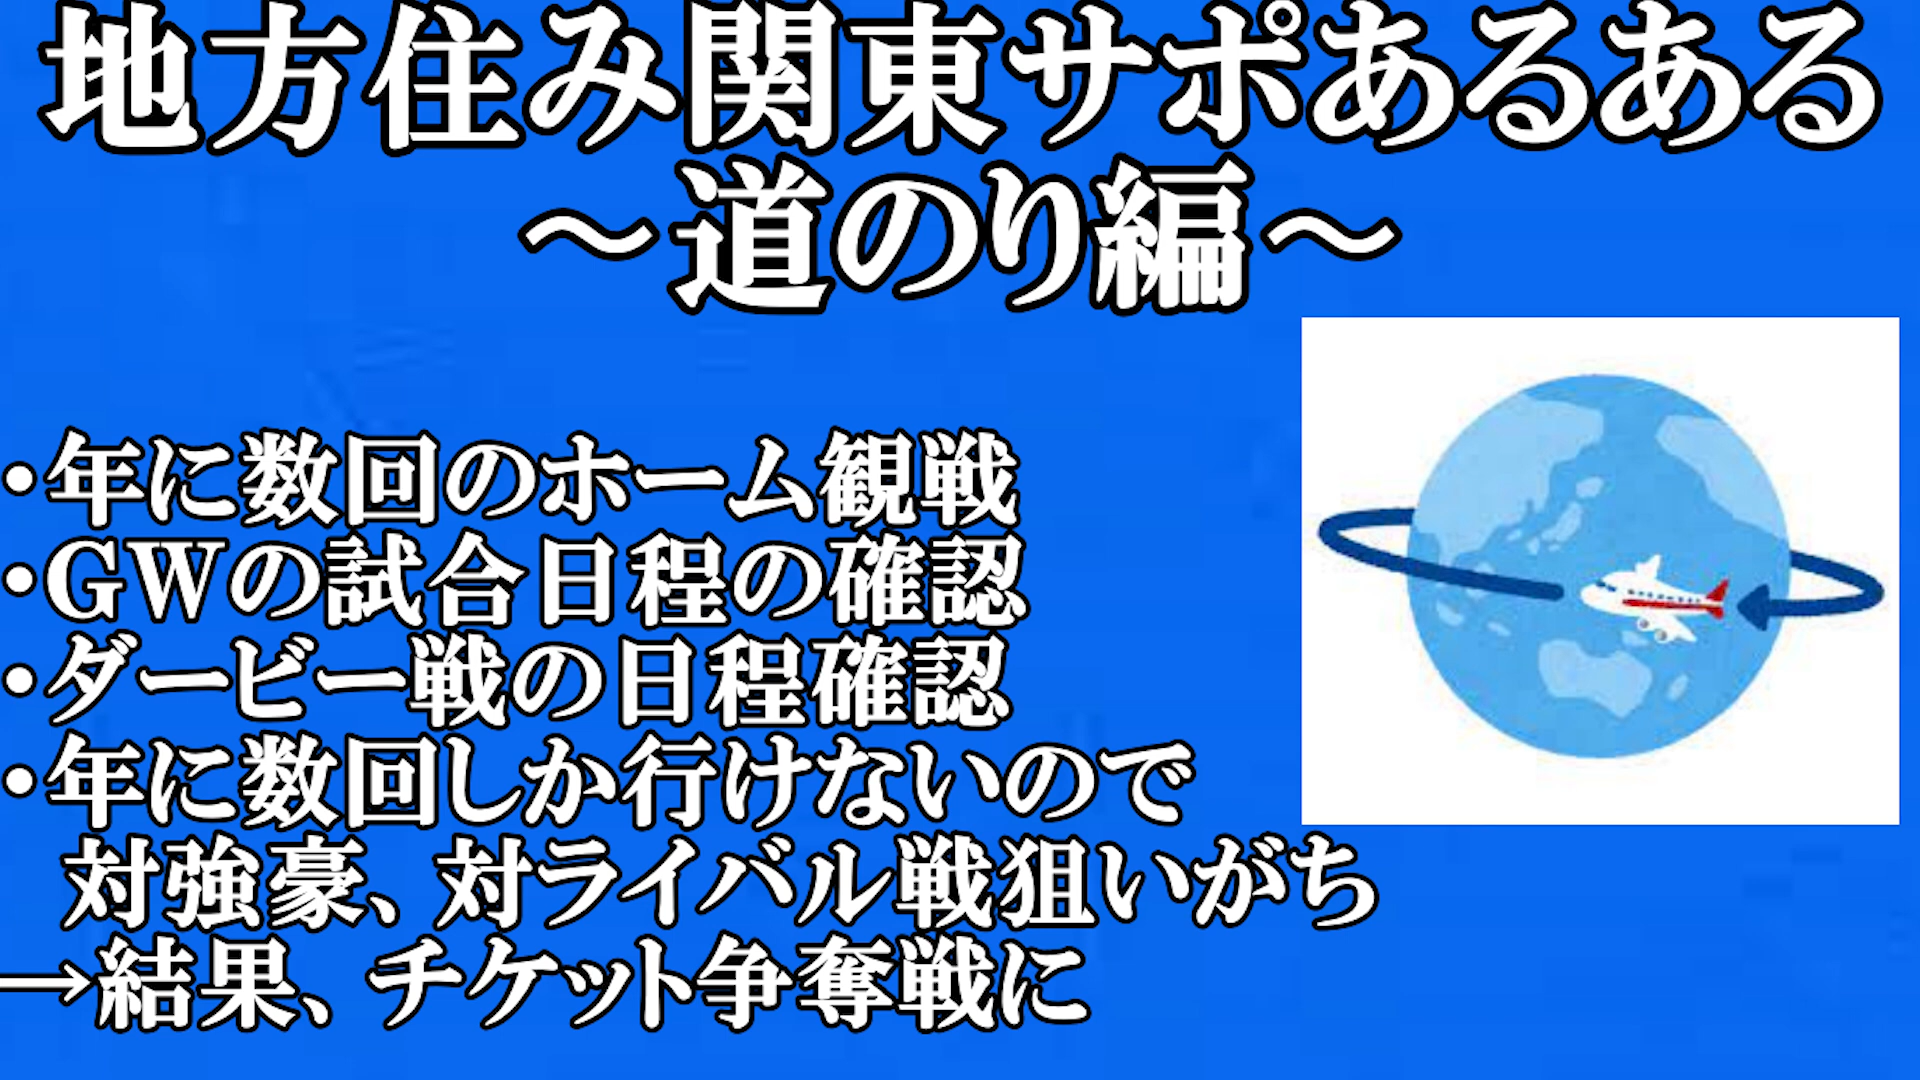 地方住み関東サポあるある
～道のり編～
・年に数回のホーム観戦
・GWの試合日程の確認
・ダービー戦の日程確認
・年に数回しか行けないので
対強豪、対ライバル戦狙いがち
→結果、チケット争奪戦に